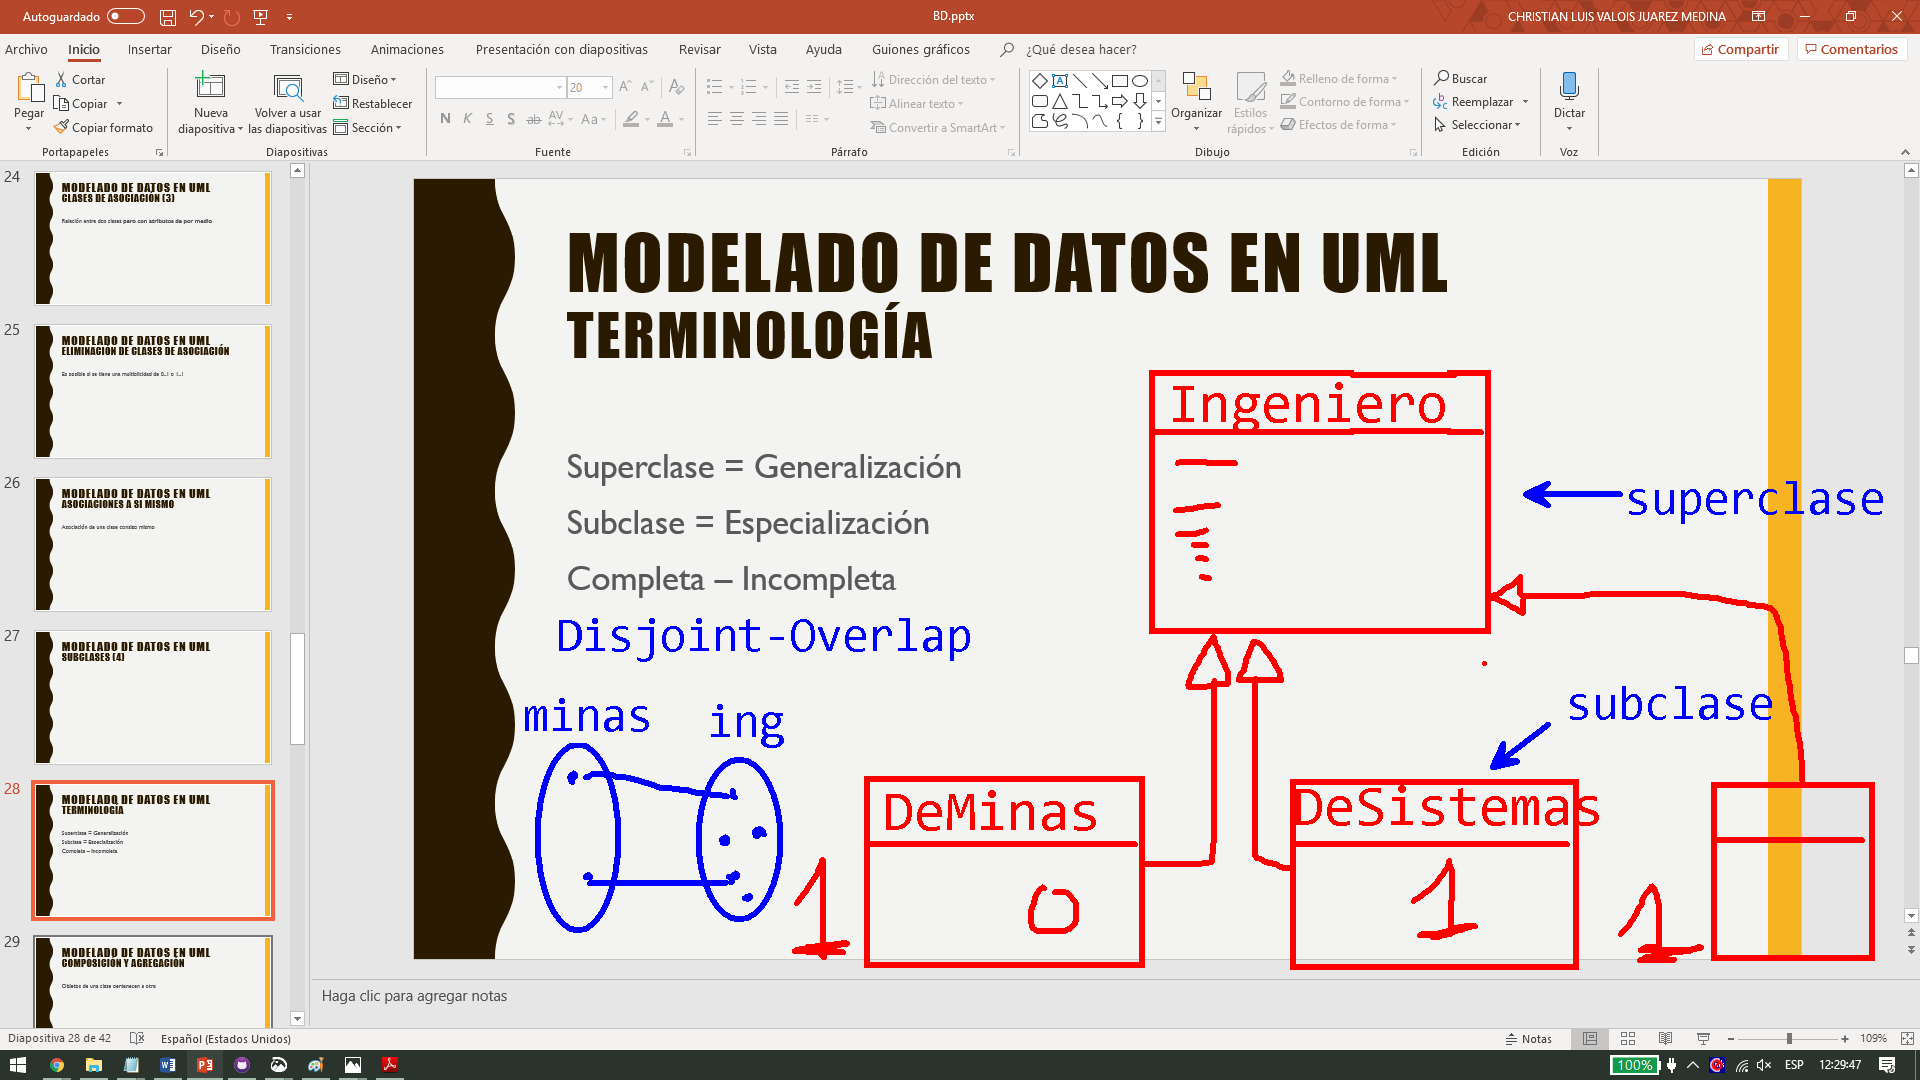 Autoguardado
BD.pptx
CHRISTIAN LUIS VALOIS JUAREZ MEDINA
Archivo
Inicio
Insertar
Diseño
Transiciones
Animaciones
Presentación con diapositivas
Revisar
Vista
Ayuda
Guiones gráficos
¿Qué desea hacer?
Compartir
Comentarios
Pegar
Cortar
Copiar
Copiar formato
Portapapeles
Nueva diapositiva
Volver a usar las diapositivas
Diseño
Restablecer
Sección
Diapositivas
20
N K S S ab AV Aa A
Fuente
Dirección del texto
Alinear texto
Convertir a SmartArt
Párrafo
Organizar
Estilos rápidos
Relleno de forma
Contorno de forma
Efectos de forma
Dibujo
Buscar
Reemplazar
Seleccionar
Edición
Dictar
Voz
24
MODELADO DE DATOS EN UML
CLASES DE ASOCIACIÓN (3)
Relación entre dos clases pero con atributos de por medio
25
MODELADO DE DATOS EN UML
ELIMINACIÓN DE CLASES DE ASOCIACIÓN
Es posible si se tiene una multiplicidad de 0..1 o 1..1
26
MODELADO DE DATOS EN UML
ASOCIACIONES A SI MISMO
Asociación de una clase consigo mismo
27
MODELADO DE DATOS EN UML
SUBCLASES (4)
28
MODELADO DE DATOS EN UML
TERMINOLOGÍA
Superclase = Generalización
Subclase = Especialización
Completa – Incompleta
29
MODELADO DE DATOS EN UML
COMPOSICIÓN Y AGREGACIÓN
Objetos de una clase pertenecen a otra
MODELADO DE DATOS EN UML
TERMINOLOGÍA
Superclase = Generalización
Subclase = Especialización
Completa – Incompleta
Disjoint-Overlap
minas
ing
Ingeniero
superclase
subclase
DeMinas
DeSistemas
1
0
1
1
Haga clic para agregar notas
Diapositiva 28 de 42
Español (Estados Unidos)
Notas
109%
100%
ESP
12:29:47